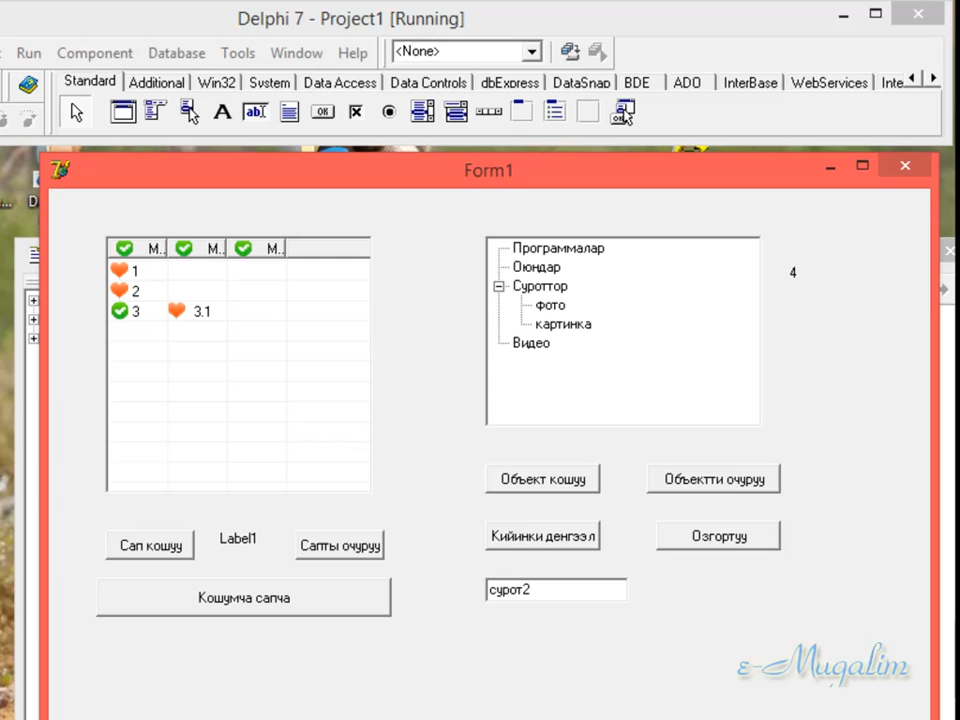 Delphi 7 - Project1 [Running]
Run Component Database Tools Window Help <None>
Standard Additional Win32 System Data Access Data Controls dbExpress DataSnap BDE ADO InterBase WebServices Inte
Form1
М.. М.. М..
1
2
3 3.1
Программалар
Оюндар
Суроттор
фото
картинка
Видео
4
Объект кошуу Объектти очуруу
Кийинки денгээл Озгортуу
Сап кошуу Label1 Сапты очуруу
Кошумча сапча
сурот2
e-Mugalim